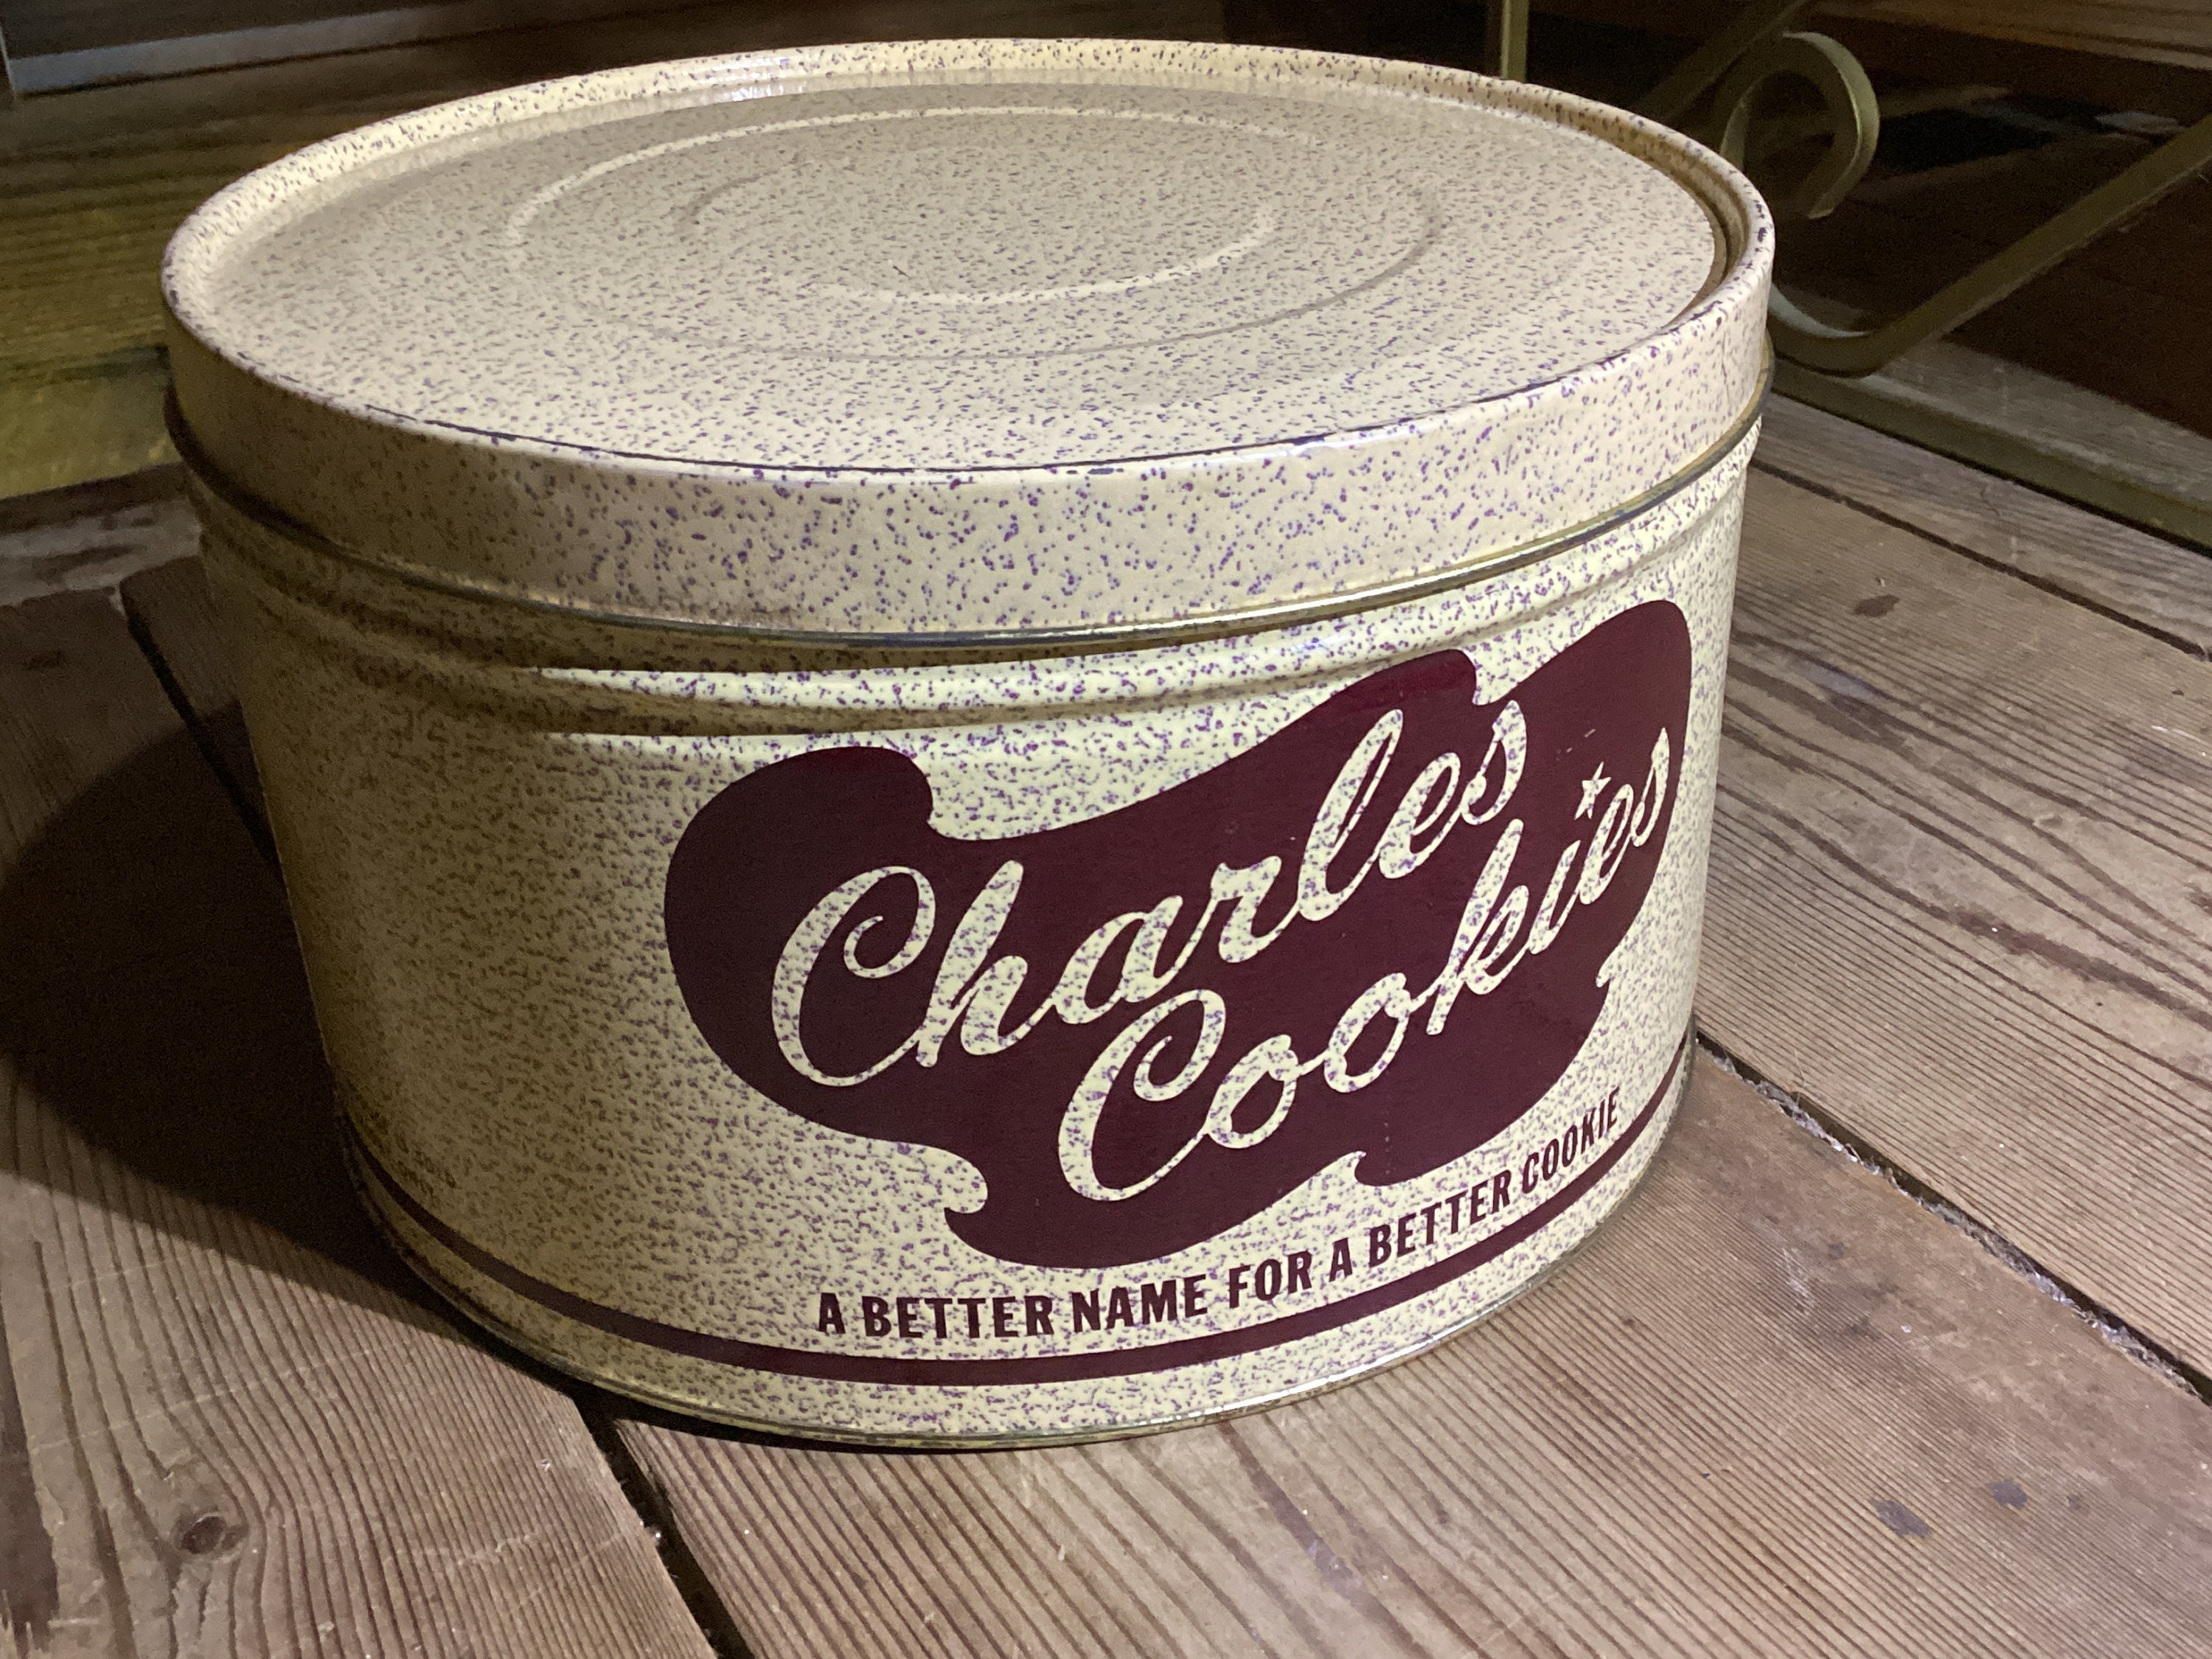 Charles
Cookies
A BETTER NAME FOR A BETTER COOKIE